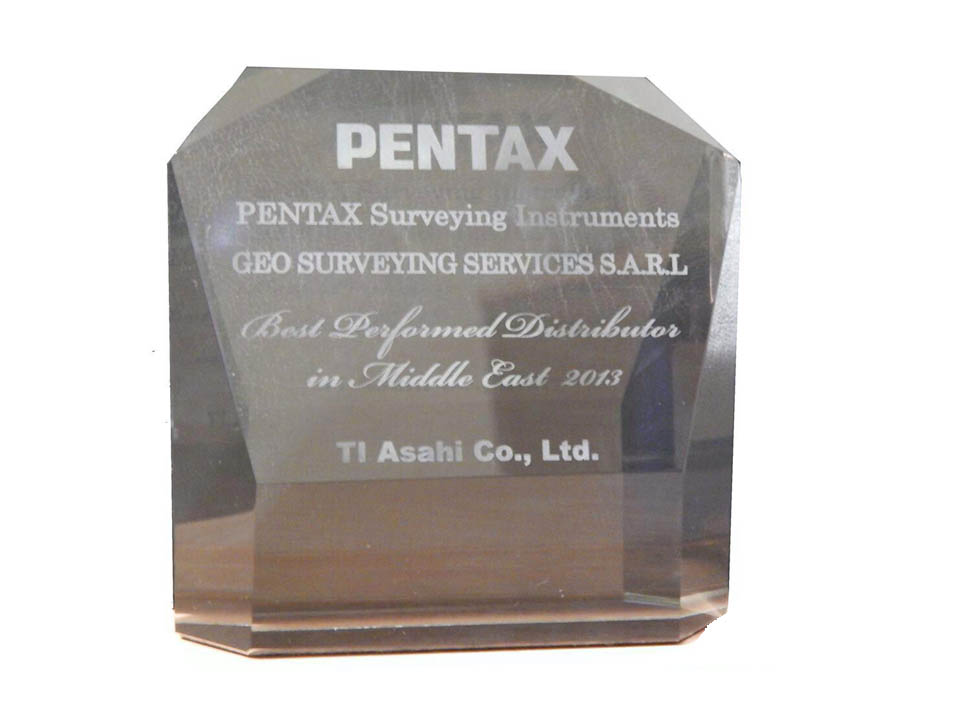 PENTAX
PENTAX Surveying Instruments
GEO SURVEYING SERVICES S.A.R.L
Best Performed Distributor
in Middle East 2013
TI Asahi Co., Ltd.